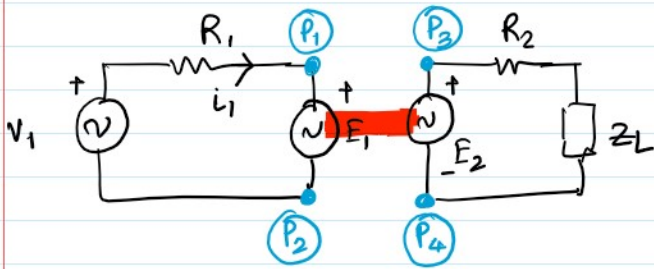 P1 P3
R1 R2
+ + +
i1
V1 E1 ZL
- E2
P2 P4